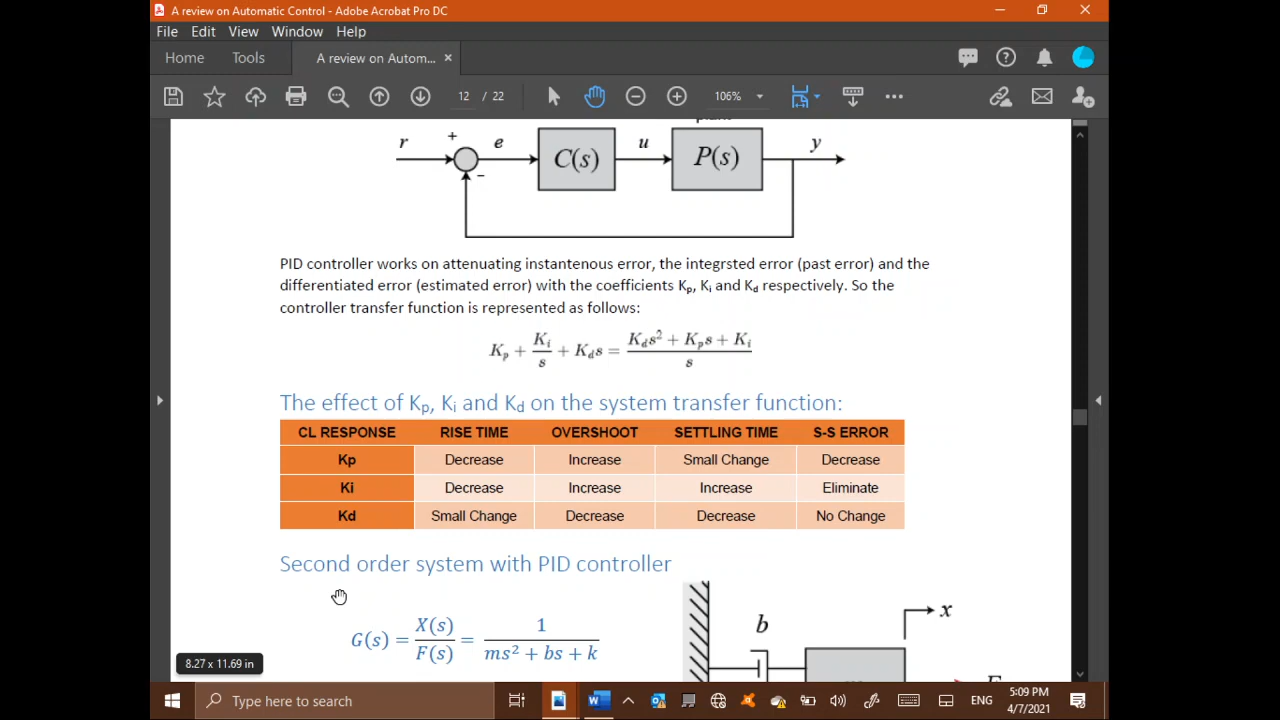 A review on Automatic Control - Adobe Acrobat Pro DC
File Edit View Window Help
Home Tools A review on Autom... ×
12 / 22 106%
r + e C(s) u P(s) y
−
PID controller works on attenuating instantenous error, the integrsted error (past error) and the
differentiated error (estimated error) with the coefficients Kp, Ki and Kd respectively. So the
controller transfer function is represented as follows:
Kp + Ki/s + Kds = (Kds² + Kps + Ki)/s
The effect of Kp, Ki and Kd on the system transfer function:
CL RESPONSE RISE TIME OVERSHOOT SETTLING TIME S-S ERROR
Kp Decrease Increase Small Change Decrease
Ki Decrease Increase Increase Eliminate
Kd Small Change Decrease Decrease No Change
Second order system with PID controller
G(s) = X(s)/F(s) = 1/(ms² + bs + k)
b x
8.27 x 11.69 in
Type here to search ENG 5:09 PM
4/7/2021